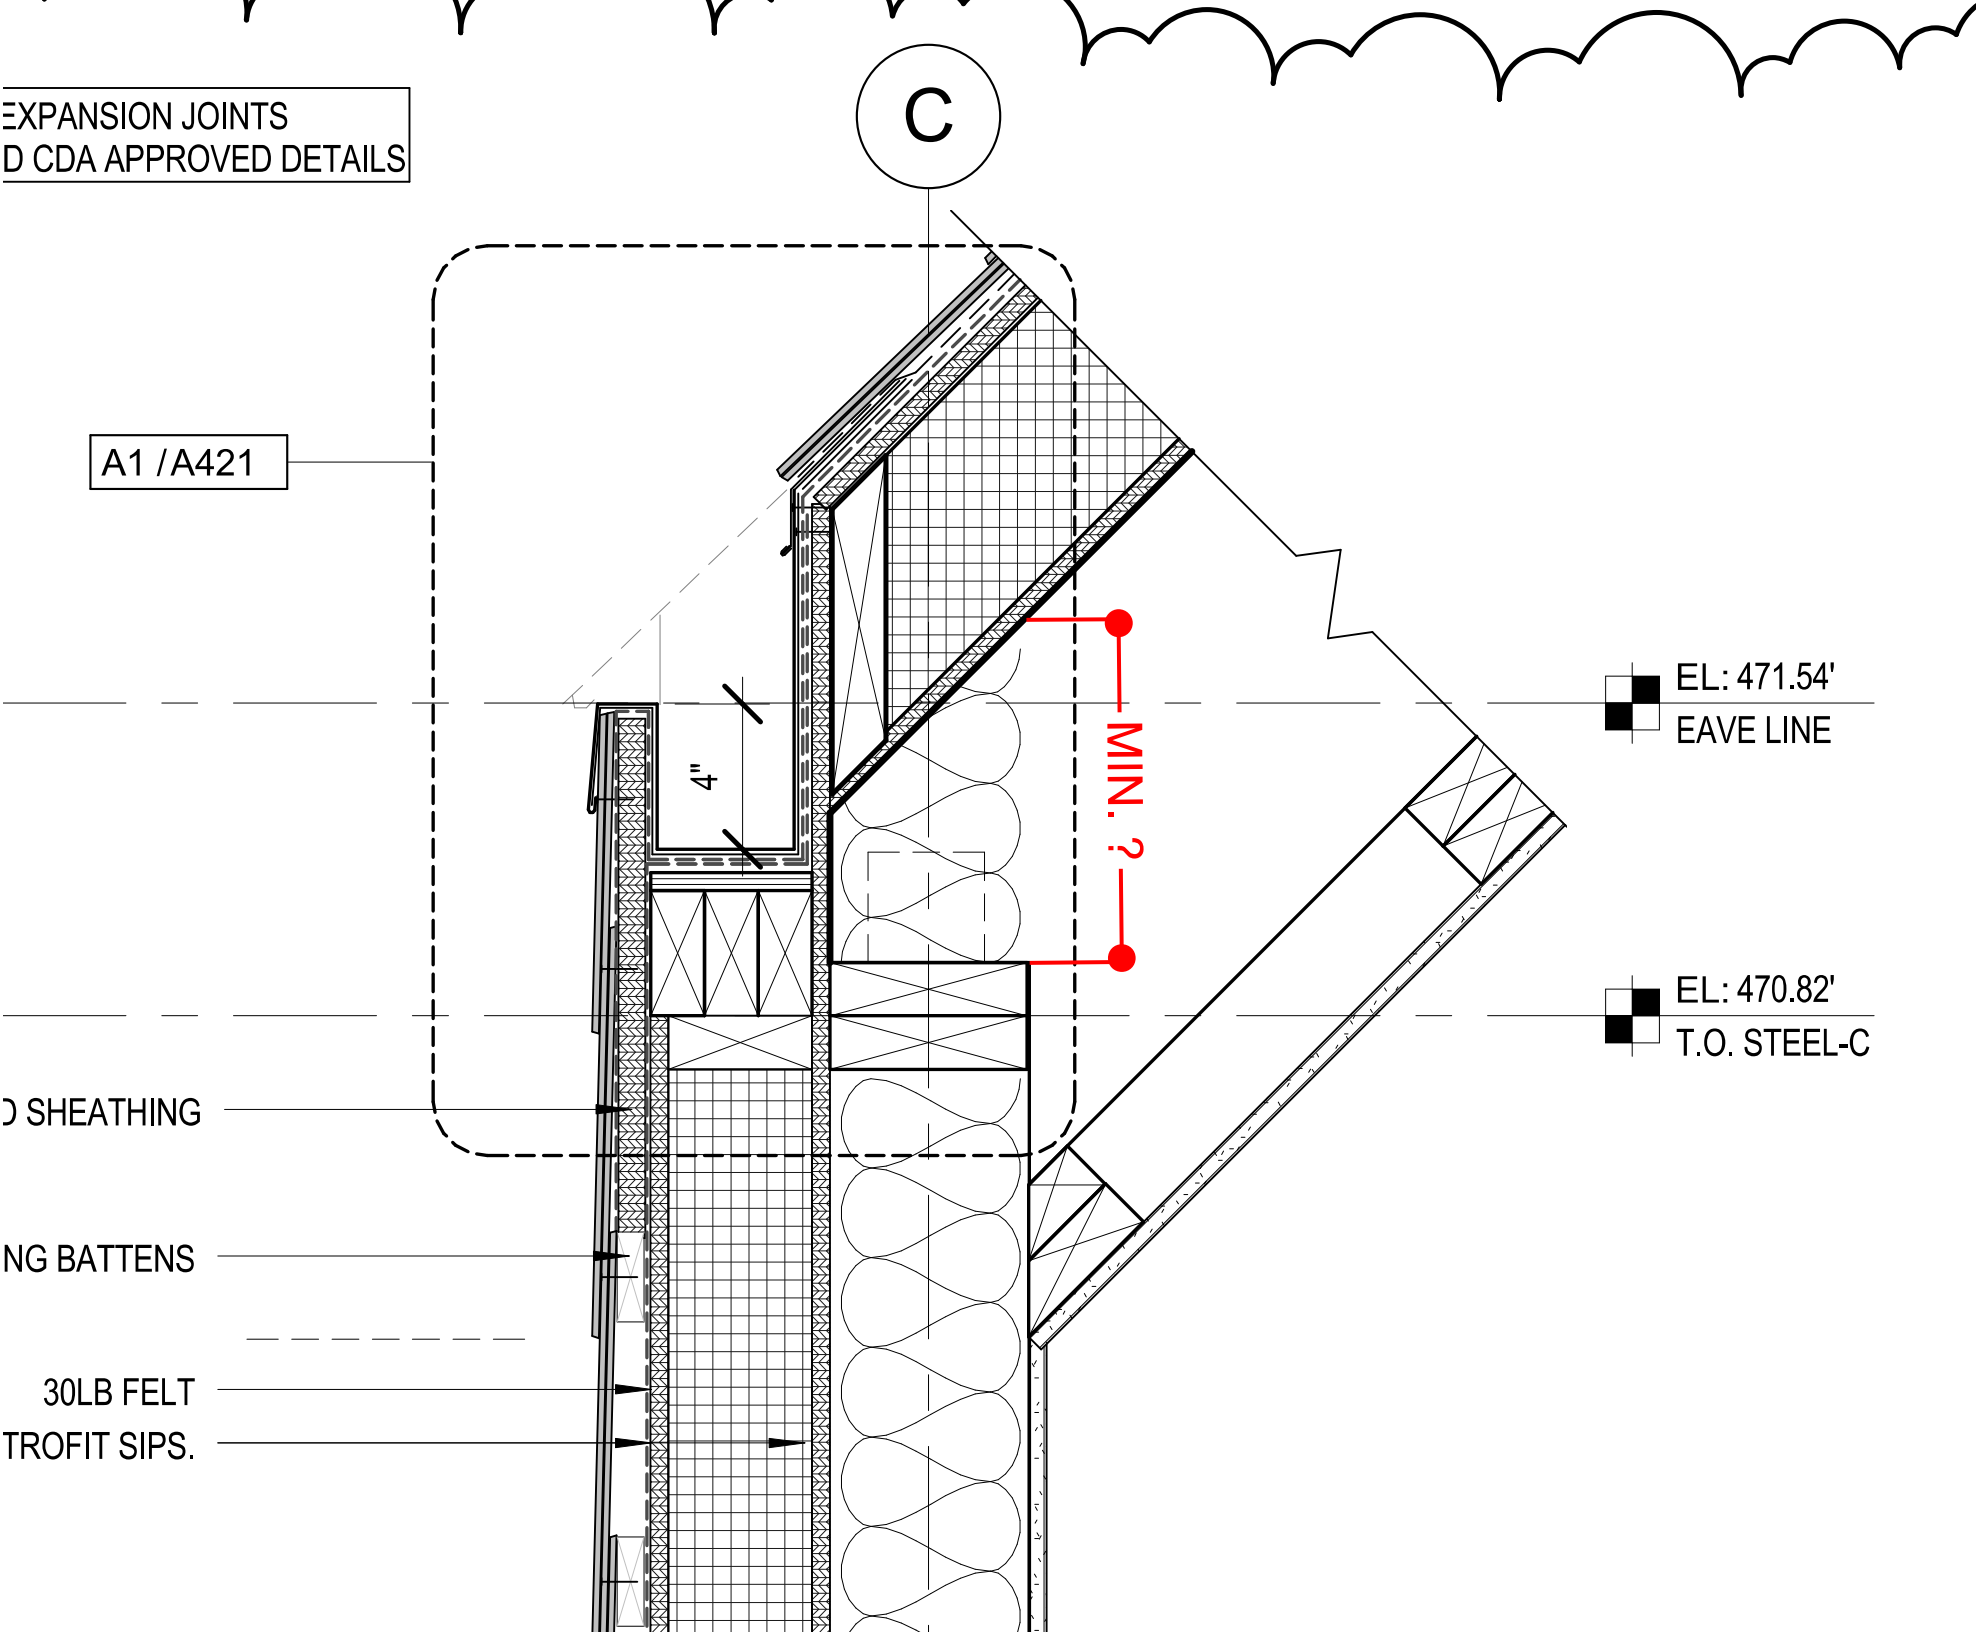 EXPANSION JOINTS
D CDA APPROVED DETAILS
C
A1 /A421
EL: 471.54'
EAVE LINE
4"
MIN. ?
EL: 470.82'
T.O. STEEL-C
D SHEATHING
NG BATTENS
30LB FELT
TROFIT SIPS.